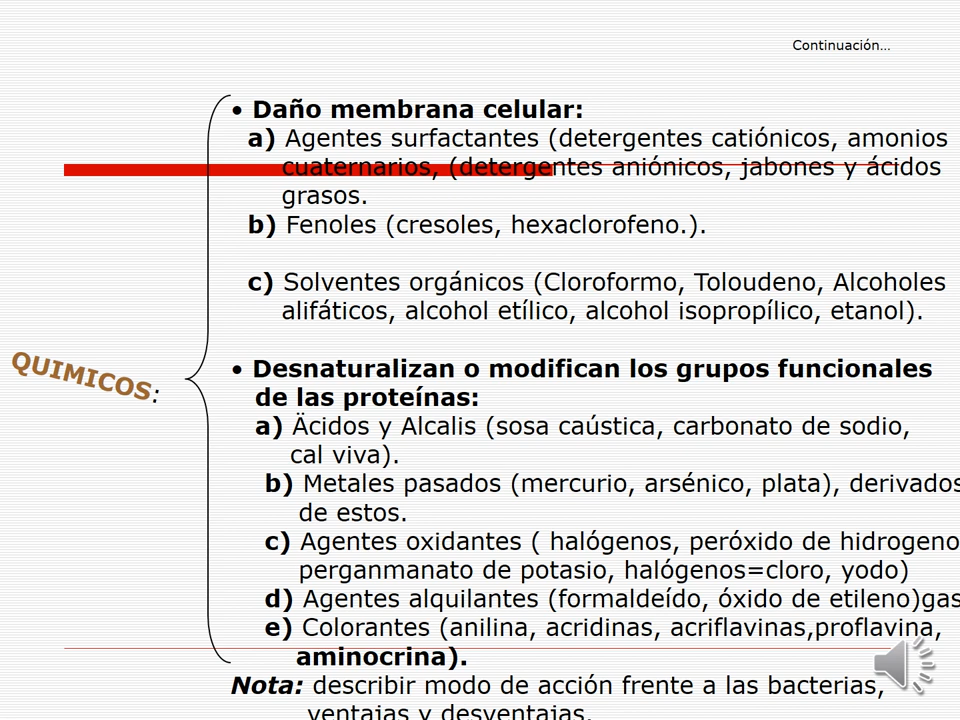 Continuación...
• Daño membrana celular:
a) Agentes surfactantes (detergentes catiónicos, amonios
cuaternarios, (detergentes aniónicos, jabones y ácidos
grasos.
b) Fenoles (cresoles, hexaclorofeno.).
c) Solventes orgánicos (Cloroformo, Toloudeno, Alcoholes
alifáticos, alcohol etílico, alcohol isopropílico, etanol).
QUIMICOS:
• Desnaturalizan o modifican los grupos funcionales
de las proteínas:
a) Äcidos y Alcalis (sosa caústica, carbonato de sodio,
cal viva).
b) Metales pasados (mercurio, arsénico, plata), derivados
de estos.
c) Agentes oxidantes ( halógenos, peróxido de hidrogeno
perganmanato de potasio, halógenos=cloro, yodo)
d) Agentes alquilantes (formaldeído, óxido de etileno)gas
e) Colorantes (anilina, acridinas, acriflavinas,proflavina,
aminocrina).
Nota: describir modo de acción frente a las bacterias,
ventajas y desventajas.